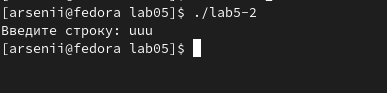 [arsenii@fedora lab05]$ ./lab5-2
Введите строку: uuu
[arsenii@fedora lab05]$